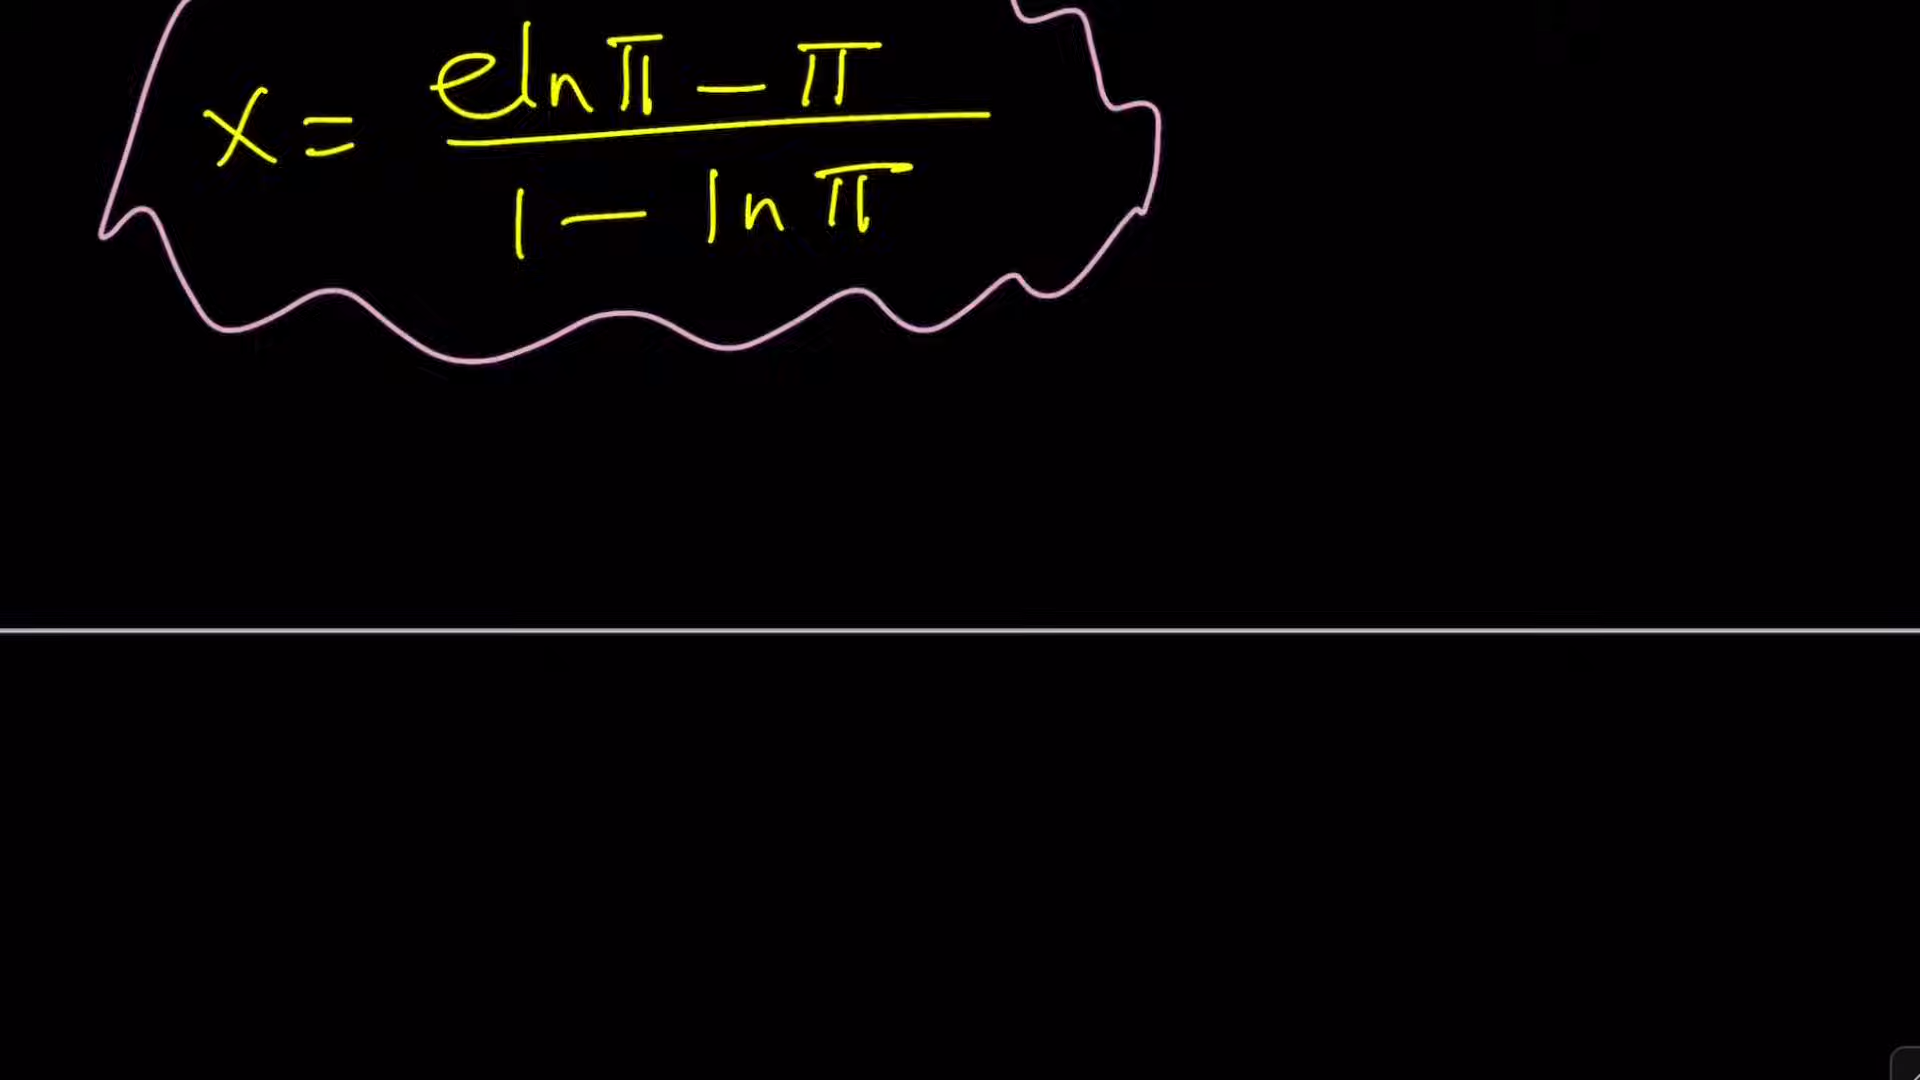 x = (e ln π − π) / (1 − ln π)